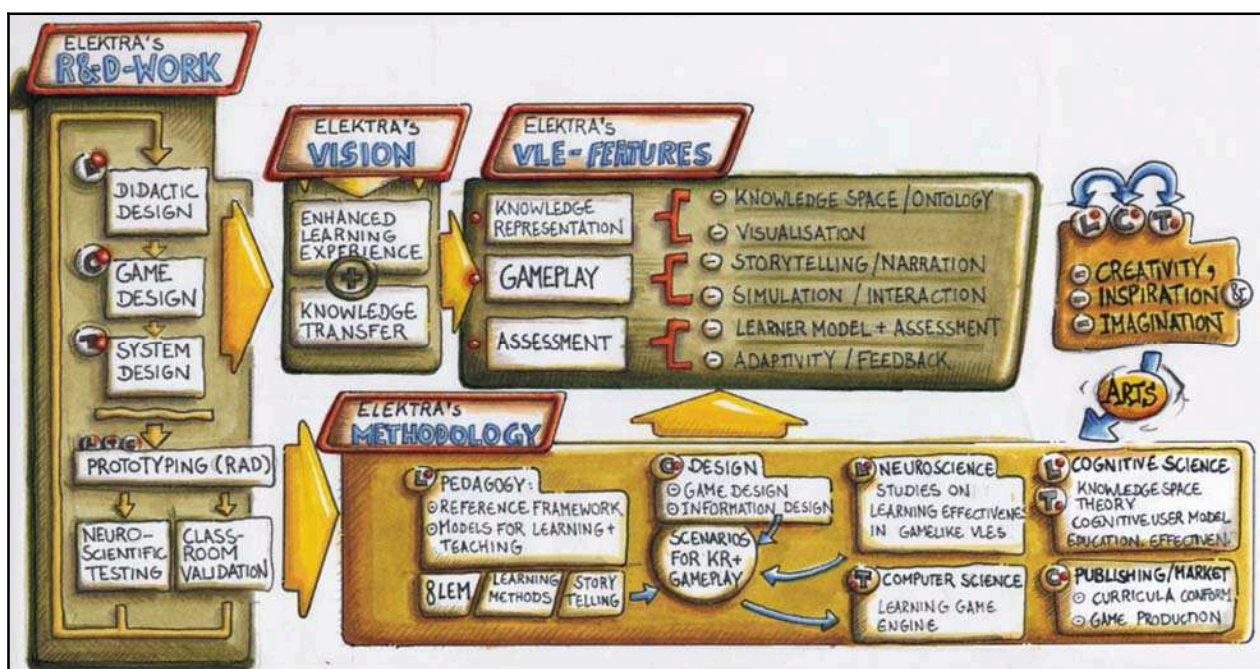 ELEKTRA's
R&D-WORK
L
DIDACTIC
DESIGN
C
GAME
DESIGN
T
SYSTEM
DESIGN
L T C
PROTOTYPING (RAD)
NEURO-
SCIENTIFIC
TESTING
CLASS-
ROOM
VALIDATION
ELEKTRA's
VISION
ENHANCED
LEARNING
EXPERIENCE
+
KNOWLEDGE
TRANSFER
ELEKTRA's
VLE-FEATURES
KNOWLEDGE
REPRESENTATION
KNOWLEDGE SPACE/ONTOLOGY
VISUALISATION
GAMEPLAY
STORYTELLING/NARRATION
SIMULATION / INTERACTION
ASSESSMENT
LEARNER MODEL + ASSESSMENT
ADAPTIVITY / FEEDBACK
L. C. T.
= CREATIVITY,
= INSPIRATION &
= IMAGINATION
ARTS
ELEKTRA's
METHODOLOGY
L. PEDAGOGY:
REFERENCE FRAMEWORK
MODELS FOR LEARNING +
TEACHING
8LEM
LEARNING
METHODS
STORY
TELLING
C. DESIGN
GAME DESIGN
INFORMATION DESIGN
SCENARIOS
FOR KR+
GAMEPLAY
L. NEUROSCIENCE
STUDIES ON
LEARNING EFFECTIVENES
IN GAMELIKE VLES
T COMPUTER SCIENCE
LEARNING GAME
ENGINE
L. COGNITIVE SCIENCE
T. KNOWLEDGE SPACE
THEORY
COGNITIVE USER MODEL
EDUCATION. EFFECTIVEN.
C. PUBLISHING/MARKET
CURRICULA CONFORM
GAME PRODUCTION